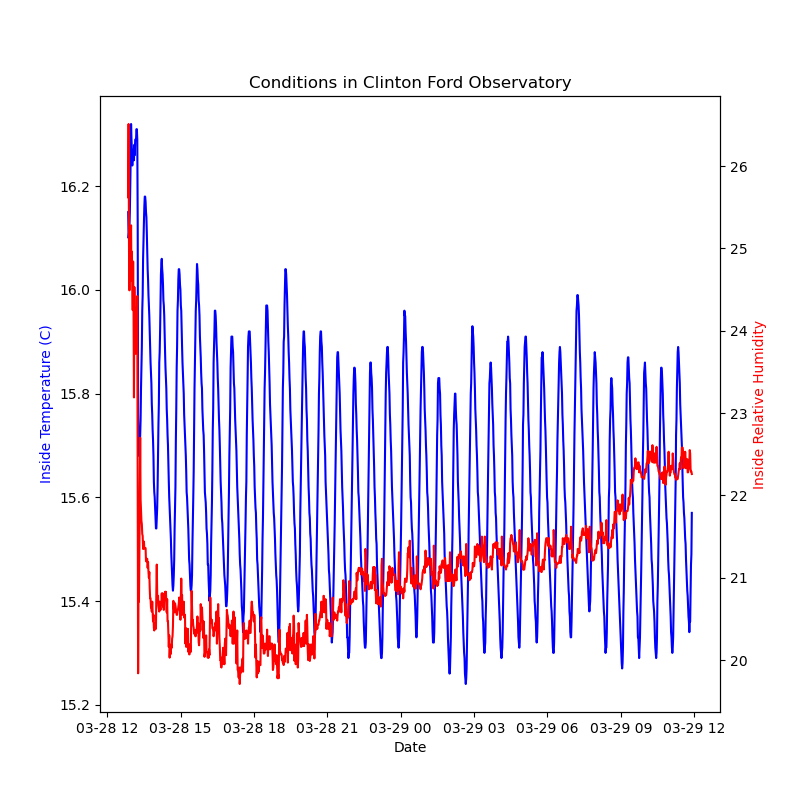 Conditions in Clinton Ford Observatory
Inside Temperature (C)
16.2
16.0
15.8
15.6
15.4
15.2
26
25
24
23
22
21
20
Inside Relative Humidity
03-28 12 03-28 15 03-28 18 03-28 21 03-29 00 03-29 03 03-29 06 03-29 09 03-29 12
Date